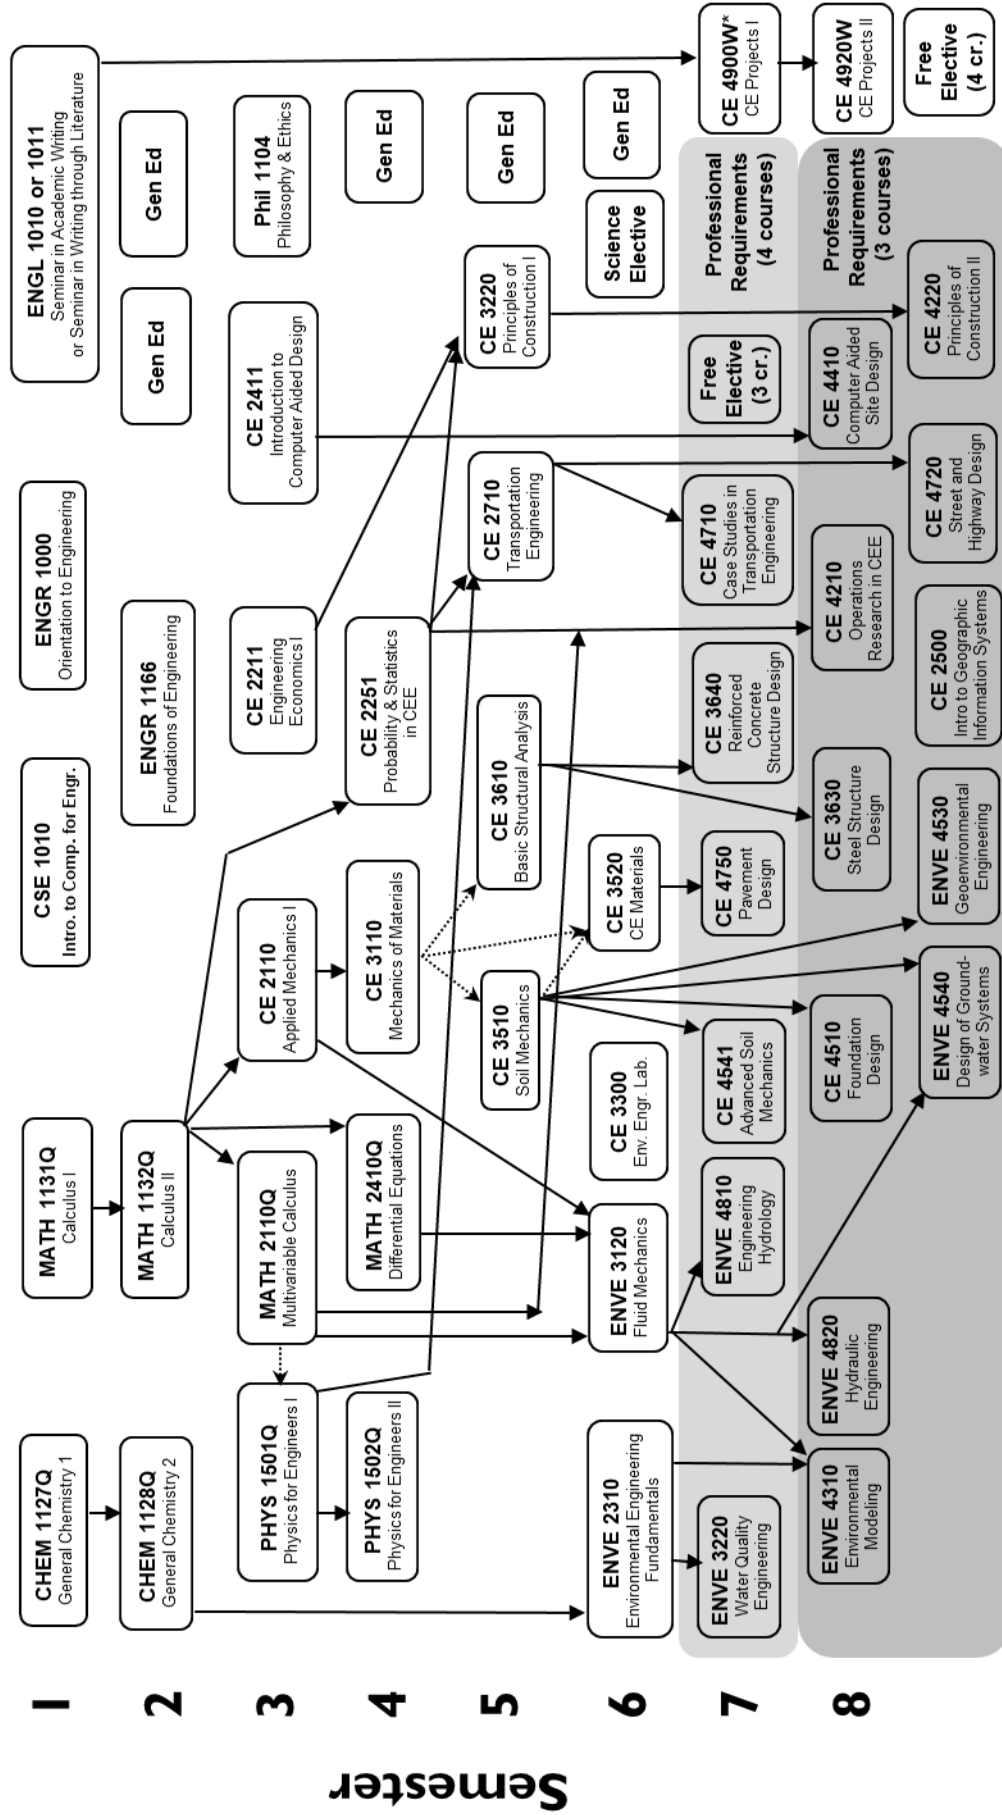 Semester
1
CHEM 1127Q
General Chemistry 1
MATH 1131Q
Calculus I
CSE 1010
Intro. to Comp. for Engr.
ENGR 1000
Orientation to Engineering
ENGL 1010 or 1011
Seminar in Academic Writing
or Seminar in Writing through Literature
2
CHEM 1128Q
General Chemistry 2
MATH 1132Q
Calculus II
ENGR 1166
Foundations of Engineering
Gen Ed
Gen Ed
3
PHYS 1501Q
Physics for Engineers I
MATH 2110Q
Multivariable Calculus
CE 2110
Applied Mechanics I
CE 2211
Engineering
Economics I
CE 2411
Introduction to
Computer Aided Design
Phil 1104
Philosophy & Ethics
4
PHYS 1502Q
Physics for Engineers II
MATH 2410Q
Differential Equations
CE 3110
Mechanics of Materials
CE 2251
Probability & Statistics
in CEE
Gen Ed
5
CE 3510
Soil Mechanics
CE 3610
Basic Structural Analysis
CE 2710
Transportation
Engineering
CE 3220
Principles of
Construction I
Gen Ed
6
ENVE 2310
Environmental Engineering
Fundamentals
ENVE 3120
Fluid Mechanics
CE 3300
Env. Engr. Lab.
CE 3520
CE Materials
Science
Elective
Gen Ed
7
ENVE 3220
Water Quality
Engineering
ENVE 4810
Engineering
Hydrology
CE 4541
Advanced Soil
Mechanics
CE 4750
Pavement
Design
CE 3640
Reinforced
Concrete
Structure Design
CE 4710
Case Studies in
Transportation
Engineering
Free
Elective
(3 cr.)
Professional
Requirements
(4 courses)
CE 4900W*
CE Projects I
8
ENVE 4310
Environmental
Modeling
ENVE 4820
Hydraulic
Engineering
CE 4510
Foundation
Design
CE 3630
Steel Structure
Design
CE 4210
Operations
Research in CEE
CE 4410
Computer Aided
Site Design
Professional
Requirements
(3 courses)
CE 4920W
CE Projects II
ENVE 4540
Design of Ground-
water Systems
ENVE 4530
Geoenvironmental
Engineering
CE 2500
Intro to Geographic
Information Systems
CE 4720
Street and
Highway Design
CE 4220
Principles of
Construction II
Free
Elective
(4 cr.)